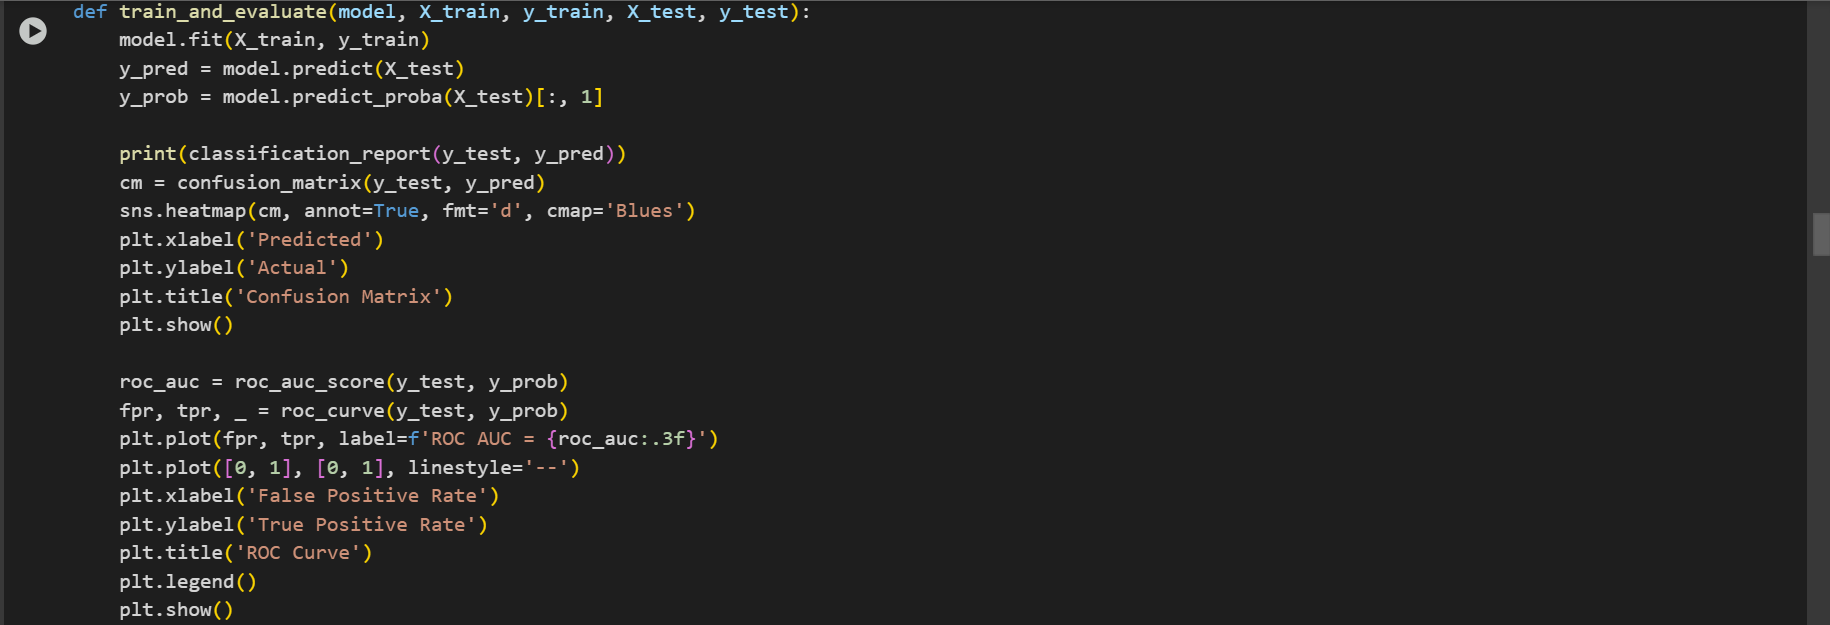 def train_and_evaluate(model, X_train, y_train, X_test, y_test):
    model.fit(X_train, y_train)
    y_pred = model.predict(X_test)
    y_prob = model.predict_proba(X_test)[:, 1]

    print(classification_report(y_test, y_pred))
    cm = confusion_matrix(y_test, y_pred)
    sns.heatmap(cm, annot=True, fmt='d', cmap='Blues')
    plt.xlabel('Predicted')
    plt.ylabel('Actual')
    plt.title('Confusion Matrix')
    plt.show()

    roc_auc = roc_auc_score(y_test, y_prob)
    fpr, tpr, _ = roc_curve(y_test, y_prob)
    plt.plot(fpr, tpr, label=f'ROC AUC = {roc_auc:.3f}')
    plt.plot([0, 1], [0, 1], linestyle='--')
    plt.xlabel('False Positive Rate')
    plt.ylabel('True Positive Rate')
    plt.title('ROC Curve')
    plt.legend()
    plt.show()